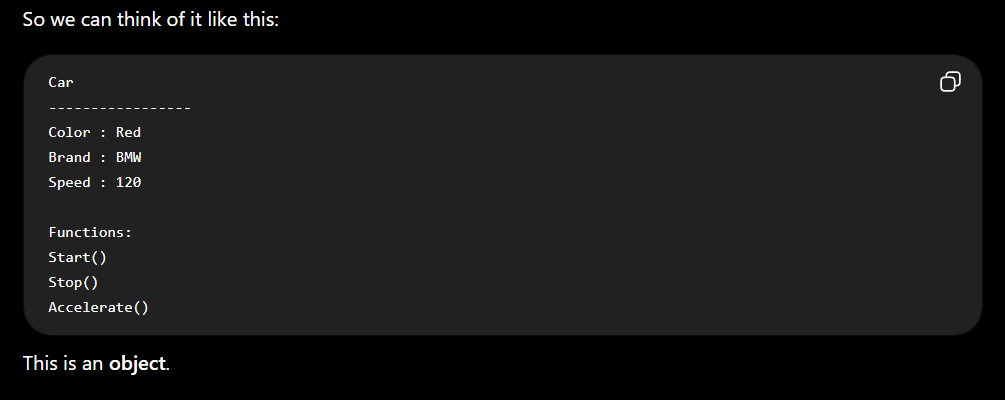 So we can think of it like this:
Car
-----------------
Color : Red
Brand : BMW
Speed : 120
Functions:
Start()
Stop()
Accelerate()
This is an object.